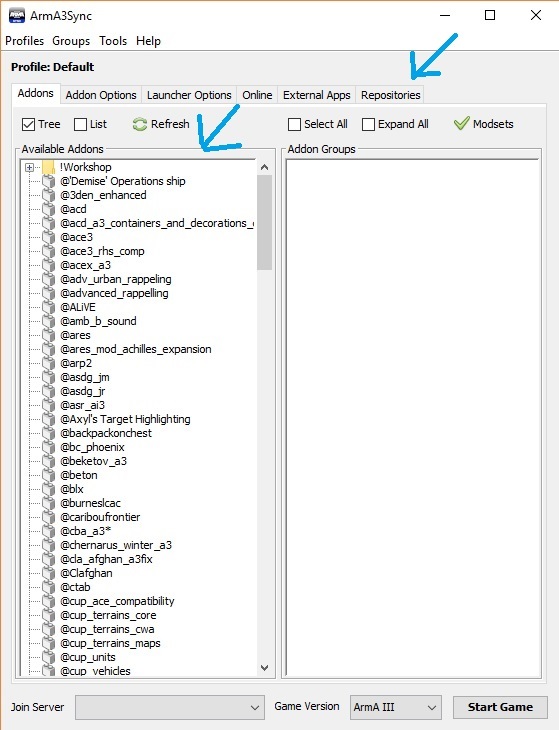 ArmA3Sync
Profiles Groups Tools Help
Profile: Default
Addons Addon Options Launcher Options Online External Apps Repositories
Tree List Refresh Select All Expand All Modsets
Available Addons Addon Groups
!Workshop
@'Demise' Operations ship
@3den_enhanced
@acd
@acd_a3_containers_and_decorations_
@ace3
@ace3_rhs_comp
@acex_a3
@adv_urban_rappeling
@advanced_rappelling
@ALiVE
@amb_b_sound
@ares
@ares_mod_achilles_expansion
@arp2
@asdg_jm
@asdg_jr
@asr_ai3
@Axyl's Target Highlighting
@backpackonchest
@bc_phoenix
@beketov_a3
@beton
@blx
@burneslcac
@cariboufrontier
@cba_a3*
@chernarus_winter_a3
@cla_afghan_a3fix
@Clafghan
@ctab
@cup_ace_compatibility
@cup_terrains_core
@cup_terrains_cwa
@cup_terrains_maps
@cup_units
@cup_vehicles
Join Server Game Version ArmA III Start Game